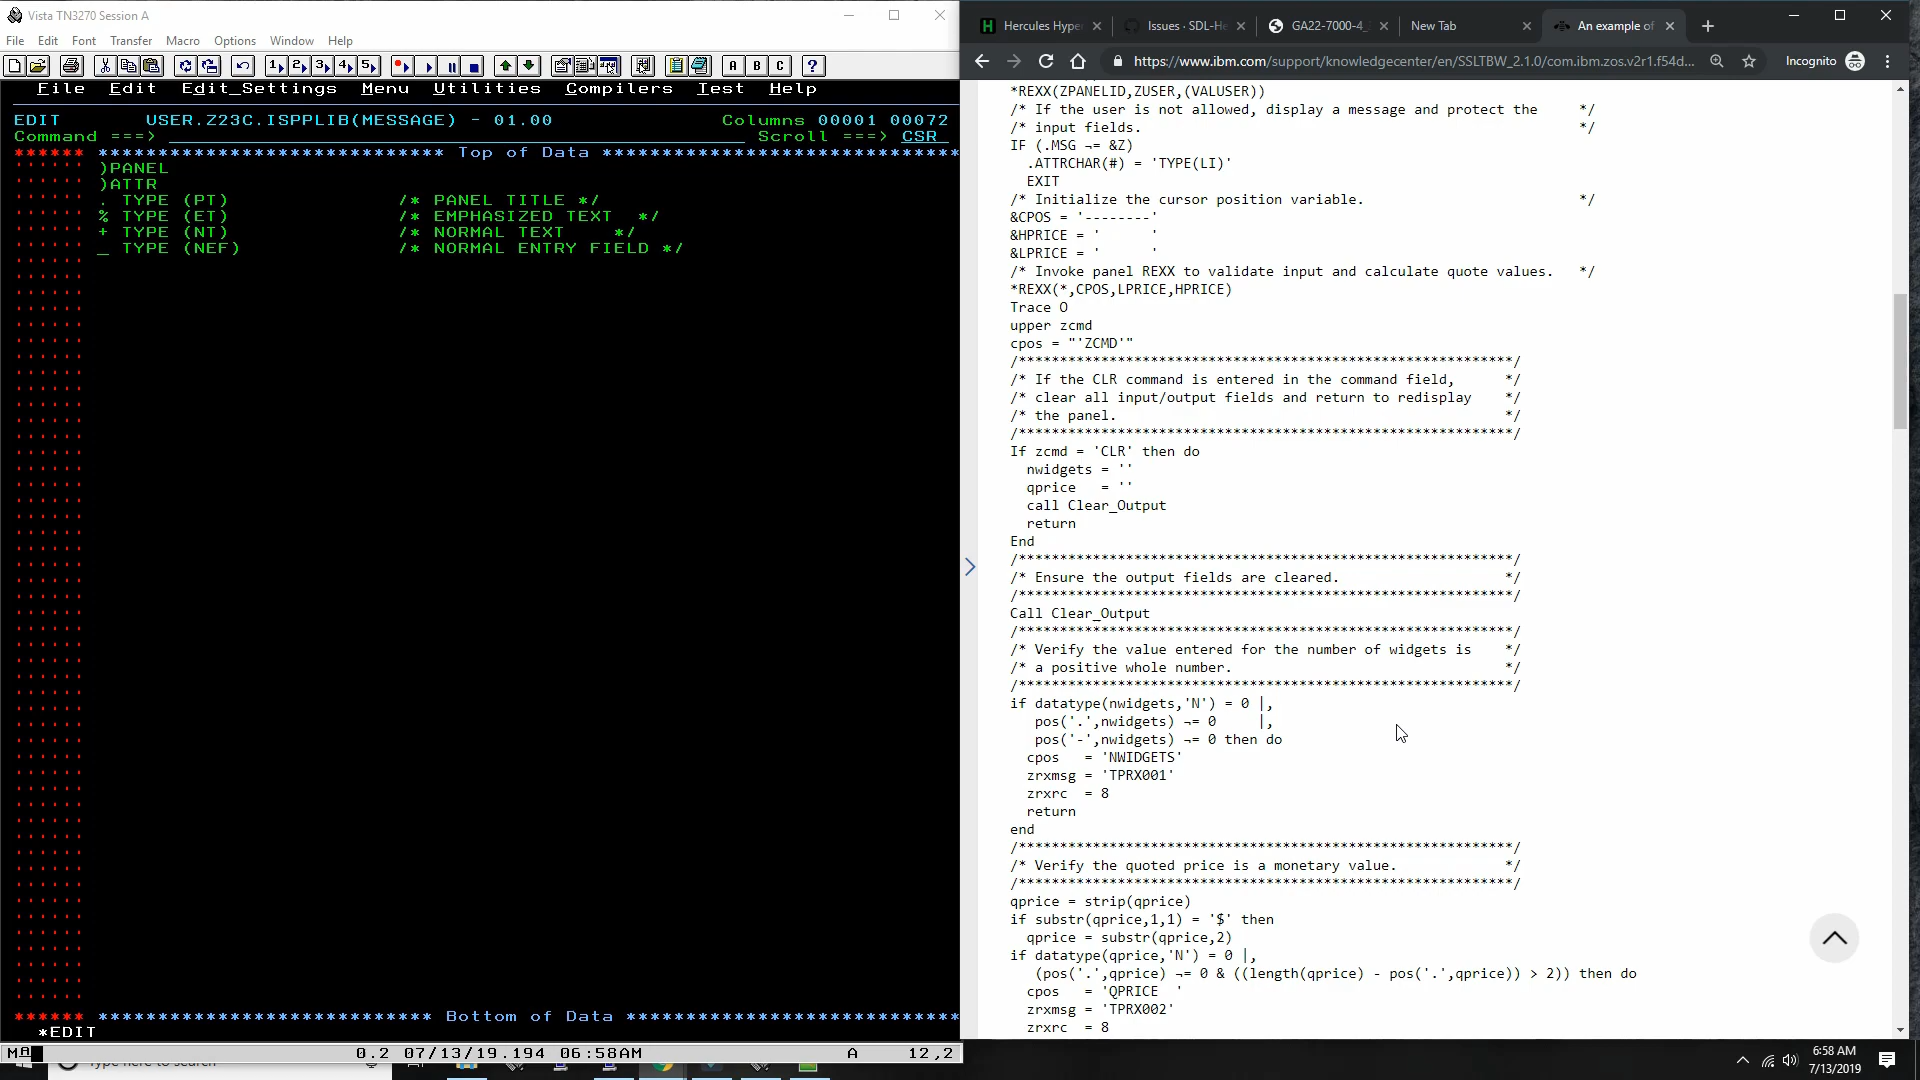 Vista TN3270 Session A
File Edit Font Transfer Macro Options Window Help
1 2 3 4 5 A B C ?
File Edit Edit_Settings Menu Utilities Compilers Test Help
EDIT USER.Z23C.ISPPLIB(MESSAGE) - 01.00 Columns 00001 00072
Command ===> Scroll ===> CSR
****** ***************************** Top of Data ******************************
)PANEL
)ATTR
. TYPE (PT) /* PANEL TITLE */
% TYPE (ET) /* EMPHASIZED TEXT */
+ TYPE (NT) /* NORMAL TEXT */
_ TYPE (NEF) /* NORMAL ENTRY FIELD */
****** **************************** Bottom of Data ****************************
*EDIT
0.2 07/13/19.194 06:58AM A 12,2
Hercules Hype
Issues · SDL-He
GA22-7000-4_
New Tab
An example of
https://www.ibm.com/support/knowledgecenter/en/SSLTBW_2.1.0/com.ibm.zos.v2r1.f54d...
Incognito
*REXX(ZPANELID,ZUSER,(VALUSER))
/* If the user is not allowed, display a message and protect the */
/* input fields. */
IF (.MSG ¬= &Z)
.ATTRCHAR(#) = 'TYPE(LI)'
EXIT
/* Initialize the cursor position variable. */
&CPOS = '--------'
&HPRICE = '       '
&LPRICE = '       '
/* Invoke panel REXX to validate input and calculate quote values. */
*REXX(*,CPOS,LPRICE,HPRICE)
Trace O
upper zcmd
cpos = "'ZCMD'"
/************************************************************/
/* If the CLR command is entered in the command field, */
/* clear all input/output fields and return to redisplay */
/* the panel. */
/************************************************************/
If zcmd = 'CLR' then do
nwidgets = ''
qprice = ''
call Clear_Output
return
End
/************************************************************/
/* Ensure the output fields are cleared. */
/************************************************************/
Call Clear_Output
/************************************************************/
/* Verify the value entered for the number of widgets is */
/* a positive whole number. */
/************************************************************/
if datatype(nwidgets,'N') = 0 |,
pos('.',nwidgets) ¬= 0 |,
pos('-',nwidgets) ¬= 0 then do
cpos = 'NWIDGETS'
zrxmsg = 'TPRX001'
zrxrc = 8
return
end
/************************************************************/
/* Verify the quoted price is a monetary value. */
/************************************************************/
qprice = strip(qprice)
if substr(qprice,1,1) = '$' then
qprice = substr(qprice,2)
if datatype(qprice,'N') = 0 |,
(pos('.',qprice) ¬= 0 & ((length(qprice) - pos('.',qprice)) > 2)) then do
cpos = 'QPRICE  '
zrxmsg = 'TPRX002'
zrxrc = 8
6:58 AM
7/13/2019